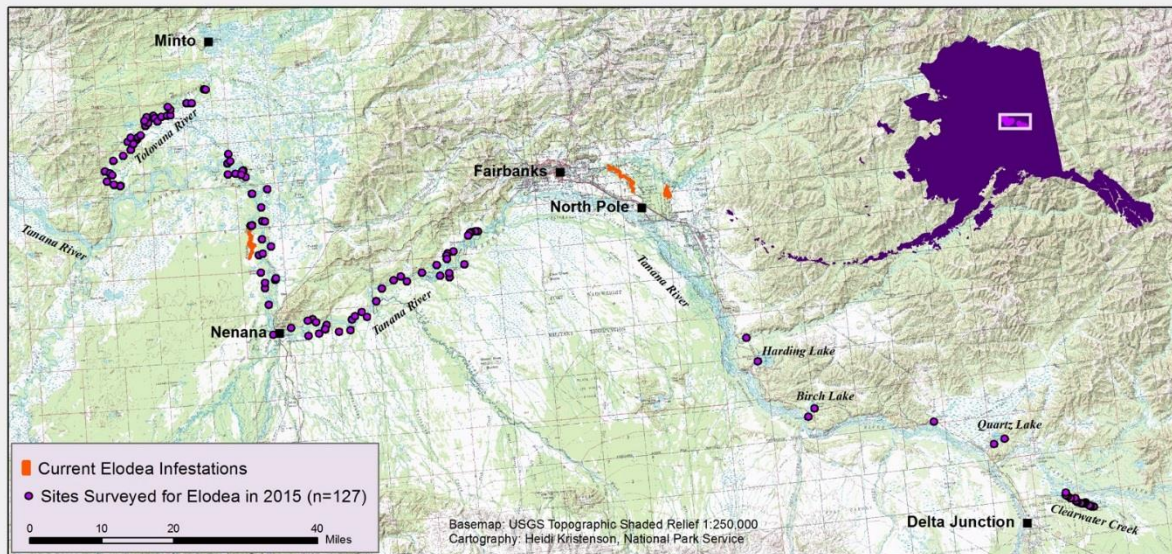 Minto
Tolovana River
Fairbanks
North Pole
Tanana River
Tanana River
Tanana River
Nenana
Harding Lake
Birch Lake
Quartz Lake
Clearwater Creek
Delta Junction
Current Elodea Infestations
Sites Surveyed for Elodea in 2015 (n=127)
0 10 20 40
Miles
Basemap: USGS Topographic Shaded Relief 1:250,000
Cartography: Heidi Kristenson, National Park Service